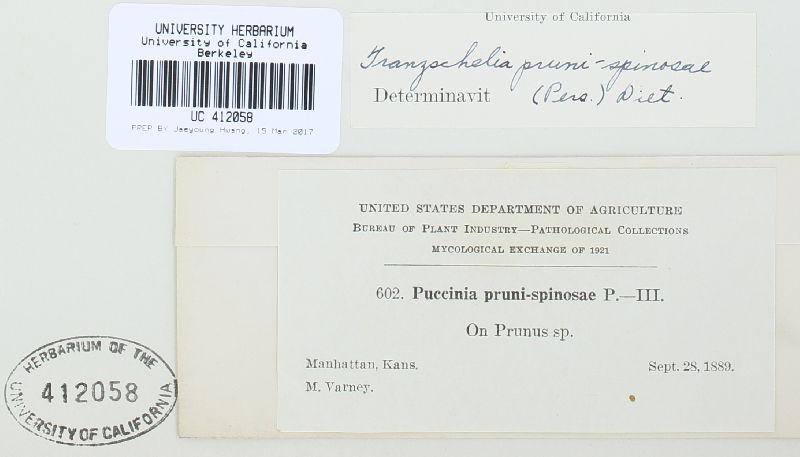 UNIVERSITY HERBARIUM
University of California
Berkeley
UC 412058
PREP BY Jaeyoung Hwang, 15 Mar 2017
University of California
Tranzschelia pruni-spinosae
Determinavit (Pers.) Diet.
UNITED STATES DEPARTMENT OF AGRICULTURE
BUREAU OF PLANT INDUSTRY—PATHOLOGICAL COLLECTIONS
MYCOLOGICAL EXCHANGE OF 1921
602. Puccinia pruni-spinosae P.—III.
On Prunus sp.
Manhattan, Kans. Sept. 28, 1889.
M. Varney.
HERBARIUM OF THE
412058
UNIVERSITY OF CALIFORNIA